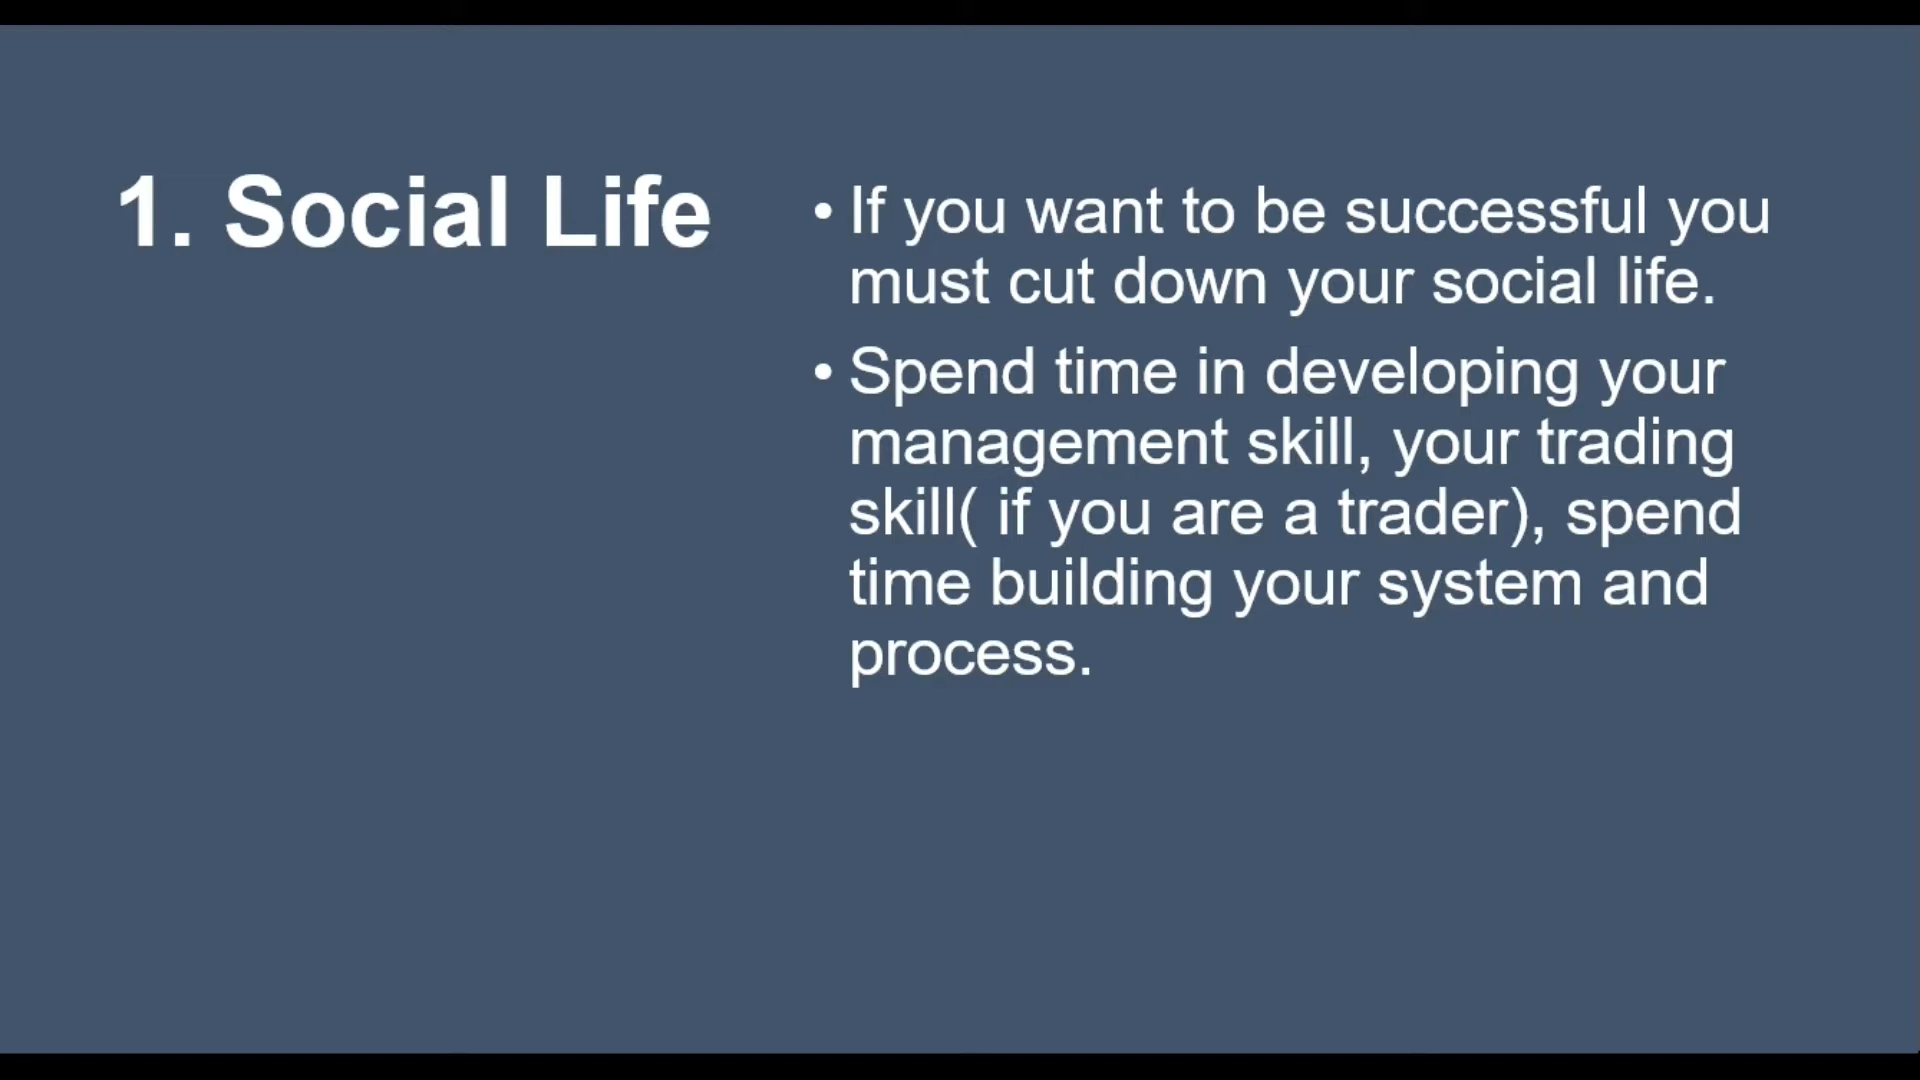 1. Social Life
• If you want to be successful you
must cut down your social life.
• Spend time in developing your
management skill, your trading
skill( if you are a trader), spend
time building your system and
process.